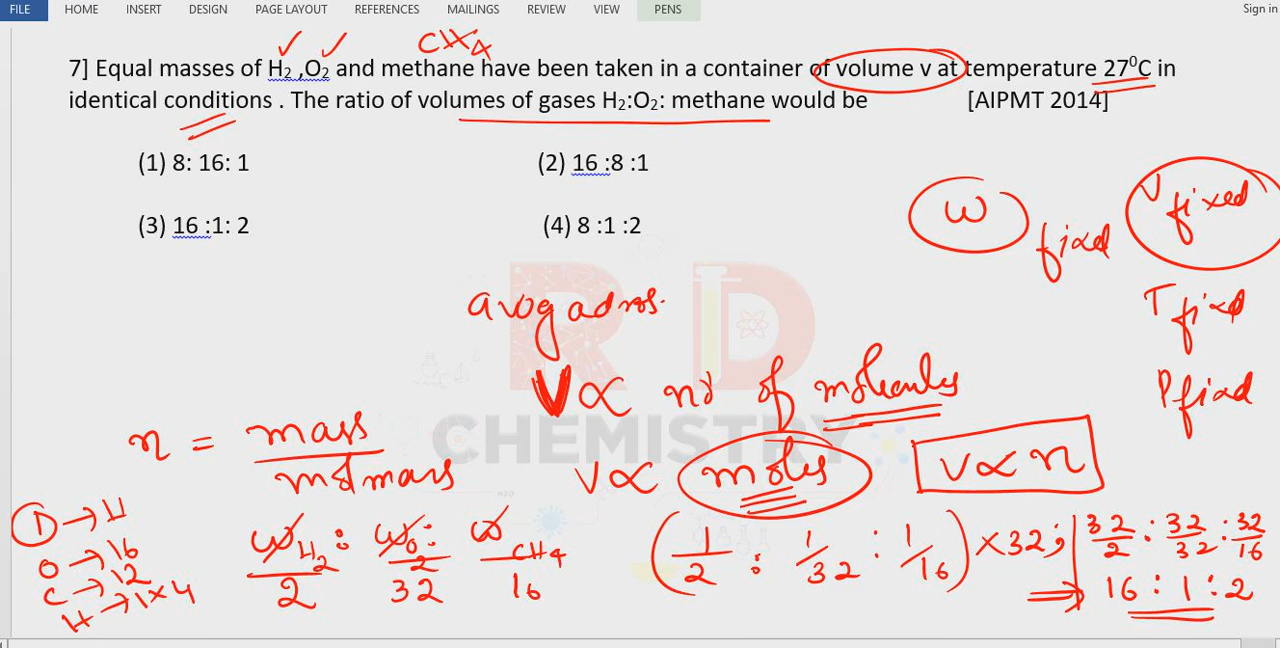 FILE HOME INSERT DESIGN PAGE LAYOUT REFERENCES MAILINGS REVIEW VIEW PENS Sign in
CH4
7] Equal masses of H₂ ,O₂ and methane have been taken in a container of volume v at temperature 27⁰C in
identical conditions . The ratio of volumes of gases H₂:O₂: methane would be [AIPMT 2014]
(1) 8: 16: 1 (2) 16 :8 :1
(3) 16 :1: 2 (4) 8 :1 :2
W fixed V fixed
T fixed
P fixed
avogadros.
RD
V ∝ no of molecules
CHEMISTRY
n = mass / molmass
V ∝ moles V ∝ n
1 → H
O → 16
C → 12
H → 1×4
W H2 / 2 : W O2 / 32 : W CH4 / 16
(1/2 : 1/32 : 1/16) ×32; 32/2 : 32/32 : 32/16
⇒ 16 : 1 : 2